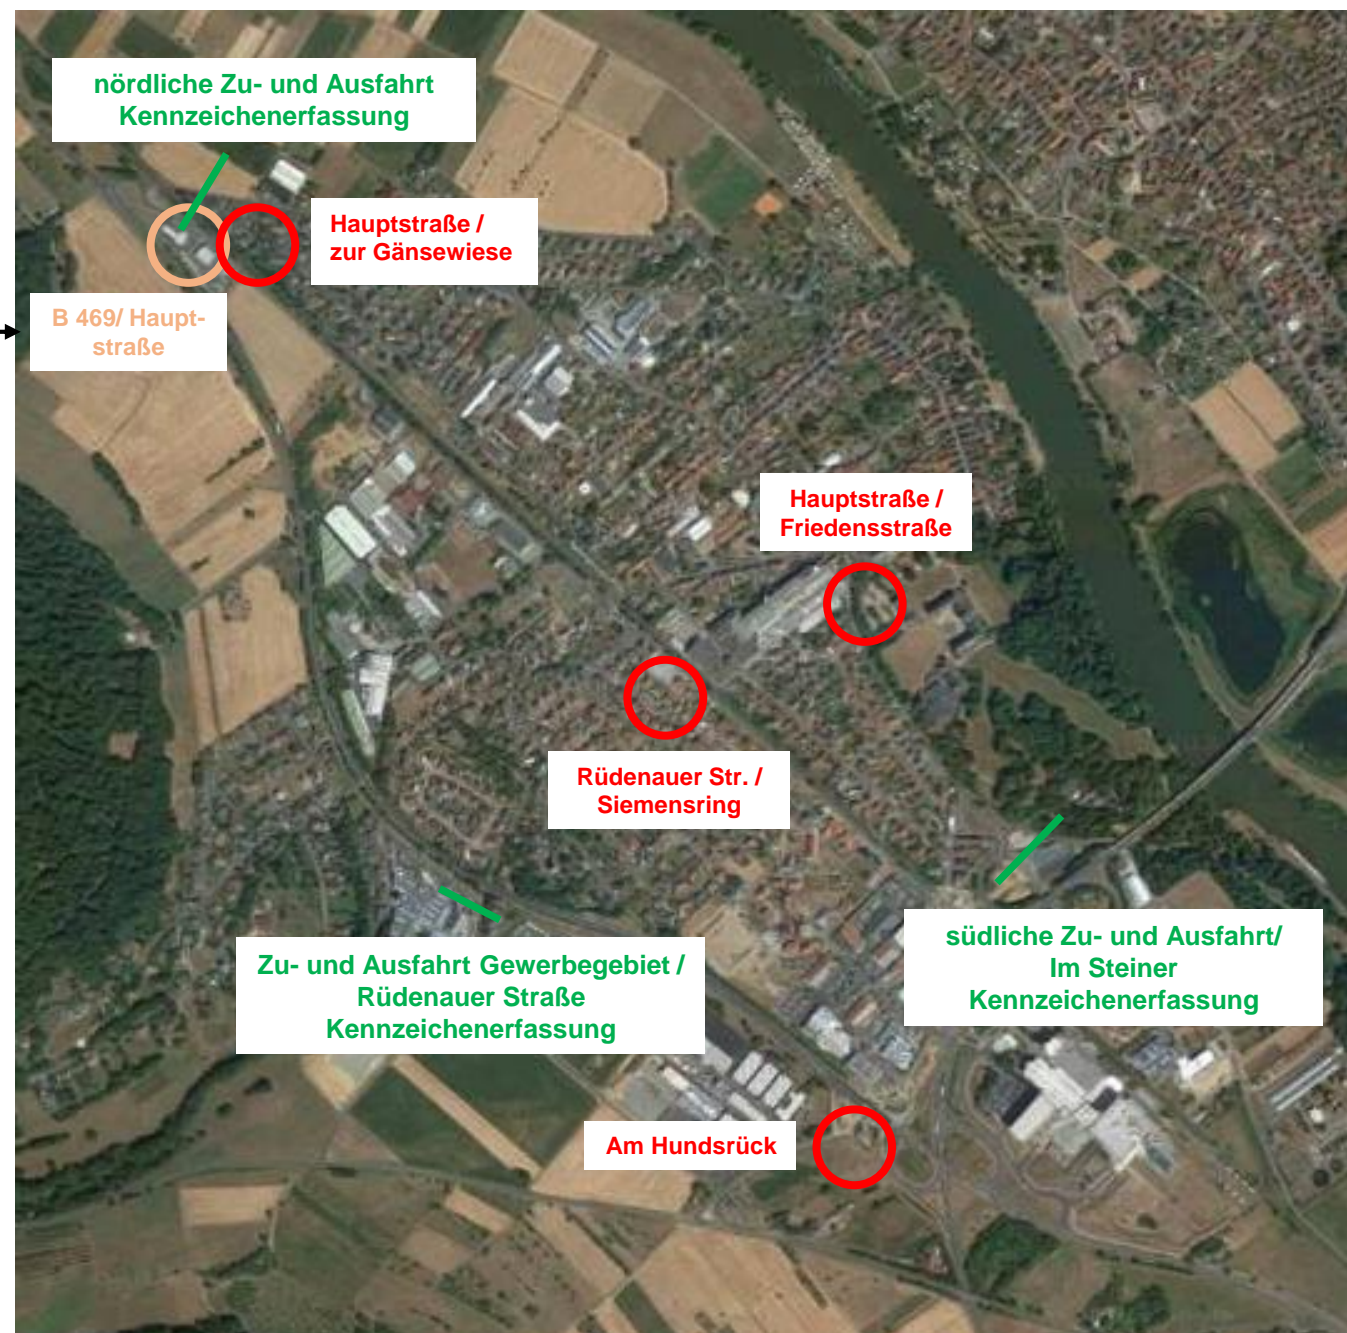 nördliche Zu- und Ausfahrt
Kennzeichenerfassung
Hauptstraße /
zur Gänsewiese
B 469/ Haupt-
straße
Hauptstraße /
Friedensstraße
Rüdenauer Str. /
Siemensring
südliche Zu- und Ausfahrt/
Im Steiner
Kennzeichenerfassung
Zu- und Ausfahrt Gewerbegebiet /
Rüdenauer Straße
Kennzeichenerfassung
Am Hundsrück